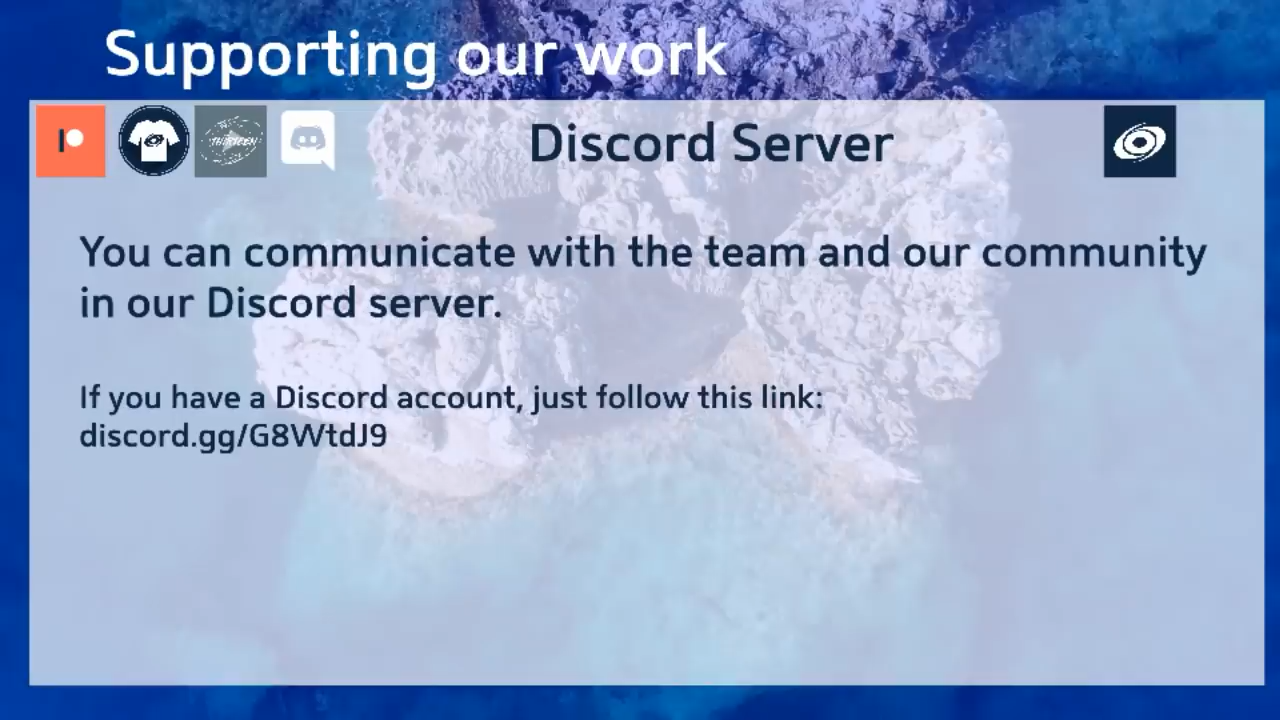 Supporting our work
THIRTEEN
Discord Server
You can communicate with the team and our community
in our Discord server.
If you have a Discord account, just follow this link:
discord.gg/G8WtdJ9